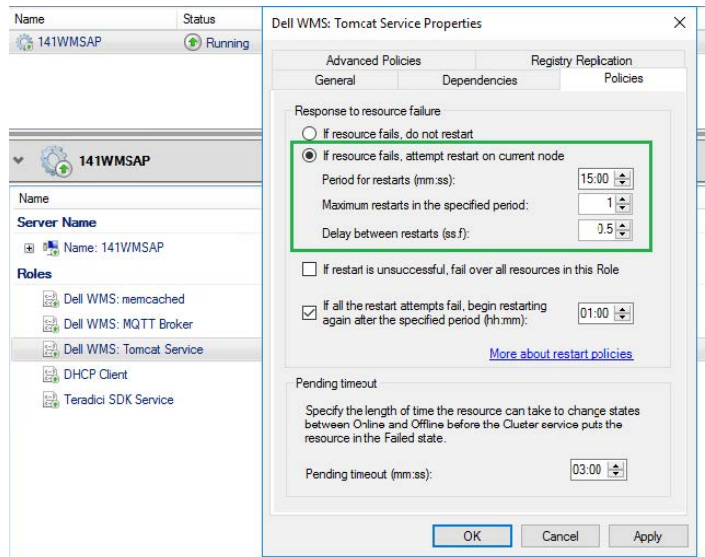 Name Status
141WMSAP Running
141WMSAP
Name
Server Name
Name: 141WMSAP
Roles
Dell WMS: memcached
Dell WMS: MQTT Broker
Dell WMS: Tomcat Service
DHCP Client
Teradici SDK Service
Dell WMS: Tomcat Service Properties
Advanced Policies Registry Replication
General Dependencies Policies
Response to resource failure
If resource fails, do not restart
If resource fails, attempt restart on current node
Period for restarts (mm:ss): 15:00
Maximum restarts in the specified period: 1
Delay between restarts (ss.f): 0.5
If restart is unsuccessful, fail over all resources in this Role
If all the restart attempts fail, begin restarting
again after the specified period (hh:mm): 01:00
More about restart policies
Pending timeout
Specify the length of time the resource can take to change states
between Online and Offline before the Cluster service puts the
resource in the Failed state.
Pending timeout (mm:ss): 03:00
OK Cancel Apply